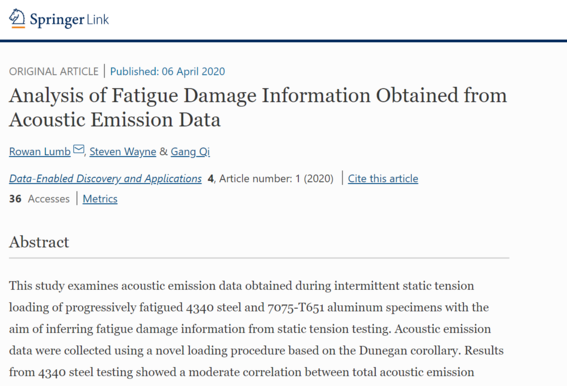 Springer Link
ORIGINAL ARTICLE | Published: 06 April 2020
Analysis of Fatigue Damage Information Obtained from
Acoustic Emission Data
Rowan Lumb, Steven Wayne & Gang Qi
Data-Enabled Discovery and Applications 4, Article number: 1 (2020) | Cite this article
36 Accesses | Metrics
Abstract
This study examines acoustic emission data obtained during intermittent static tension
loading of progressively fatigued 4340 steel and 7075-T651 aluminum specimens with the
aim of inferring fatigue damage information from static tension testing. Acoustic emission
data were collected using a novel loading procedure based on the Dunegan corollary. Results
from 4340 steel testing showed a moderate correlation between total acoustic emission